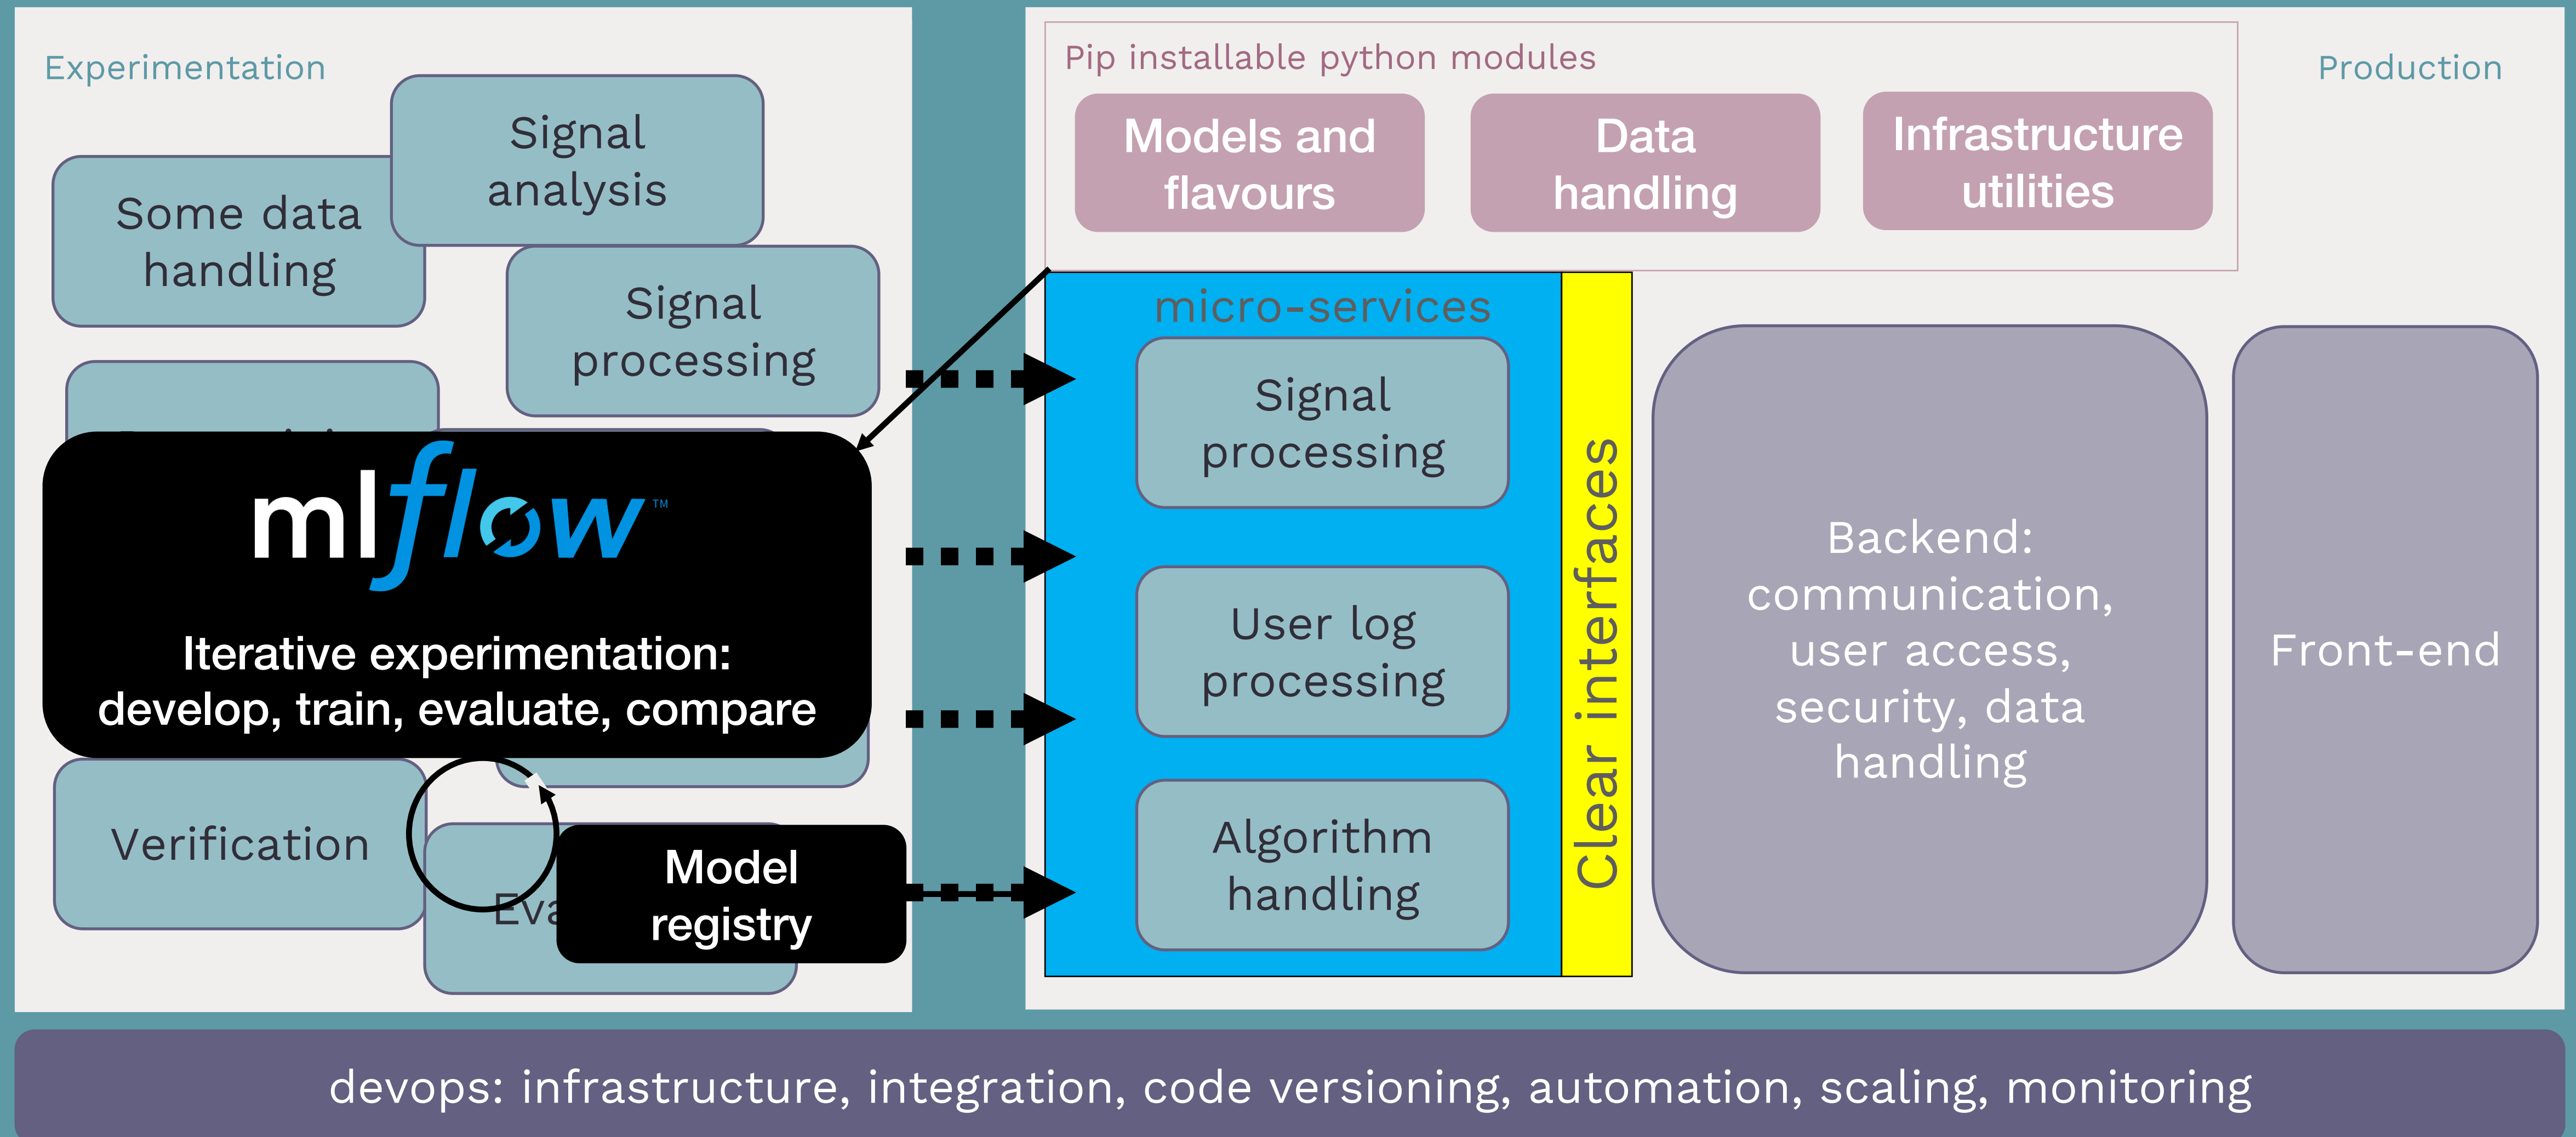 Experimentation
Signal
analysis
Some data
handling
Signal
processing
mlflow™
Iterative experimentation:
develop, train, evaluate, compare
Verification
Model
registry
Pip installable python modules
Production
Models and
flavours
Data
handling
Infrastructure
utilities
micro-services
Signal
processing
User log
processing
Algorithm
handling
Clear interfaces
Backend:
communication,
user access,
security, data
handling
Front-end
devops: infrastructure, integration, code versioning, automation, scaling, monitoring